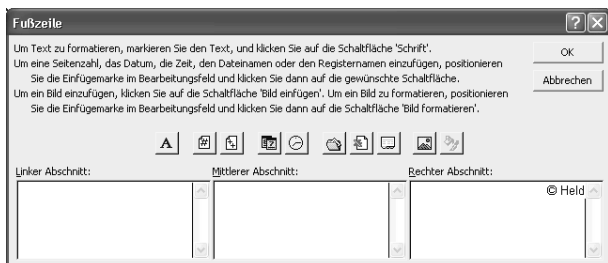 Fußzeile
Um Text zu formatieren, markieren Sie den Text, und klicken Sie auf die Schaltfläche 'Schrift'.
Um eine Seitenzahl, das Datum, die Zeit, den Dateinamen oder den Registernamen einzufügen, positionieren
Sie die Einfügemarke im Bearbeitungsfeld und klicken Sie dann auf die gewünschte Schaltfläche.
Um ein Bild einzufügen, klicken Sie auf die Schaltfläche 'Bild einfügen'. Um ein Bild zu formatieren, positionieren
Sie die Einfügemarke im Bearbeitungsfeld und klicken Sie dann auf die Schaltfläche 'Bild formatieren'.
OK
Abbrechen
A
Linker Abschnitt:
Mittlerer Abschnitt:
Rechter Abschnitt:
© Held